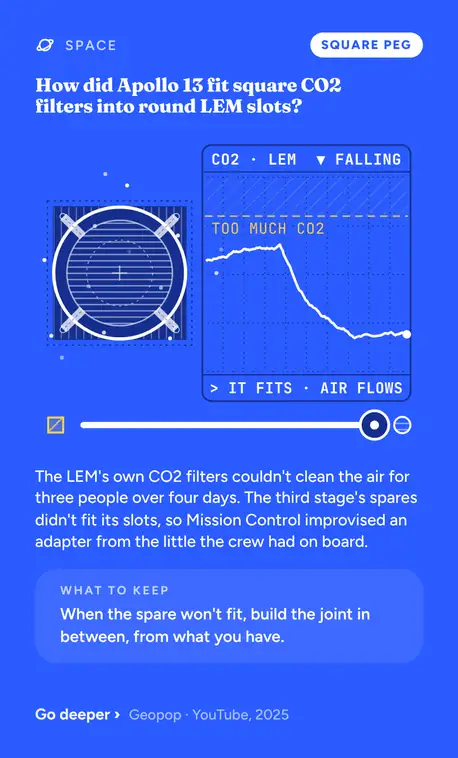 SPACE
SQUARE PEG
How did Apollo 13 fit square CO2
filters into round LEM slots?
CO2 · LEM ▼ FALLING
TOO MUCH CO2
> IT FITS · AIR FLOWS
The LEM's own CO2 filters couldn't clean the air for
three people over four days. The third stage's spares
didn't fit its slots, so Mission Control improvised an
adapter from the little the crew had on board.
WHAT TO KEEP
When the spare won't fit, build the joint in
between, from what you have.
Go deeper › Geopop · YouTube, 2025